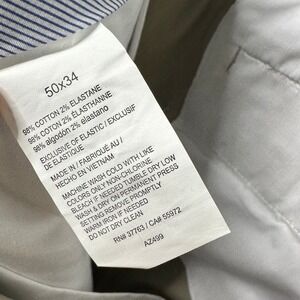 50x34
98% COTTON 2% ELASTANE
98% COTON 2% ÉLASTHANNE
98% algodón 2% elastano
EXCLUSIVE OF ELASTIC / EXCLUSIF
DE ÉLASTIQUE
MADE IN / FABRIQUÉ AU /
HECHO EN VIETNAM
MACHINE WASH COLD WITH LIKE
COLORS ONLY NON-CHLORINE
BLEACH IF NEEDED TUMBLE DRY LOW
WASH & DRY ON PERMANENT PRESS
SETTING REMOVE PROMPTLY
WARM IRON IF NEEDED
DO NOT DRY CLEAN
RN# 37763 / CA# 55972
AZ499